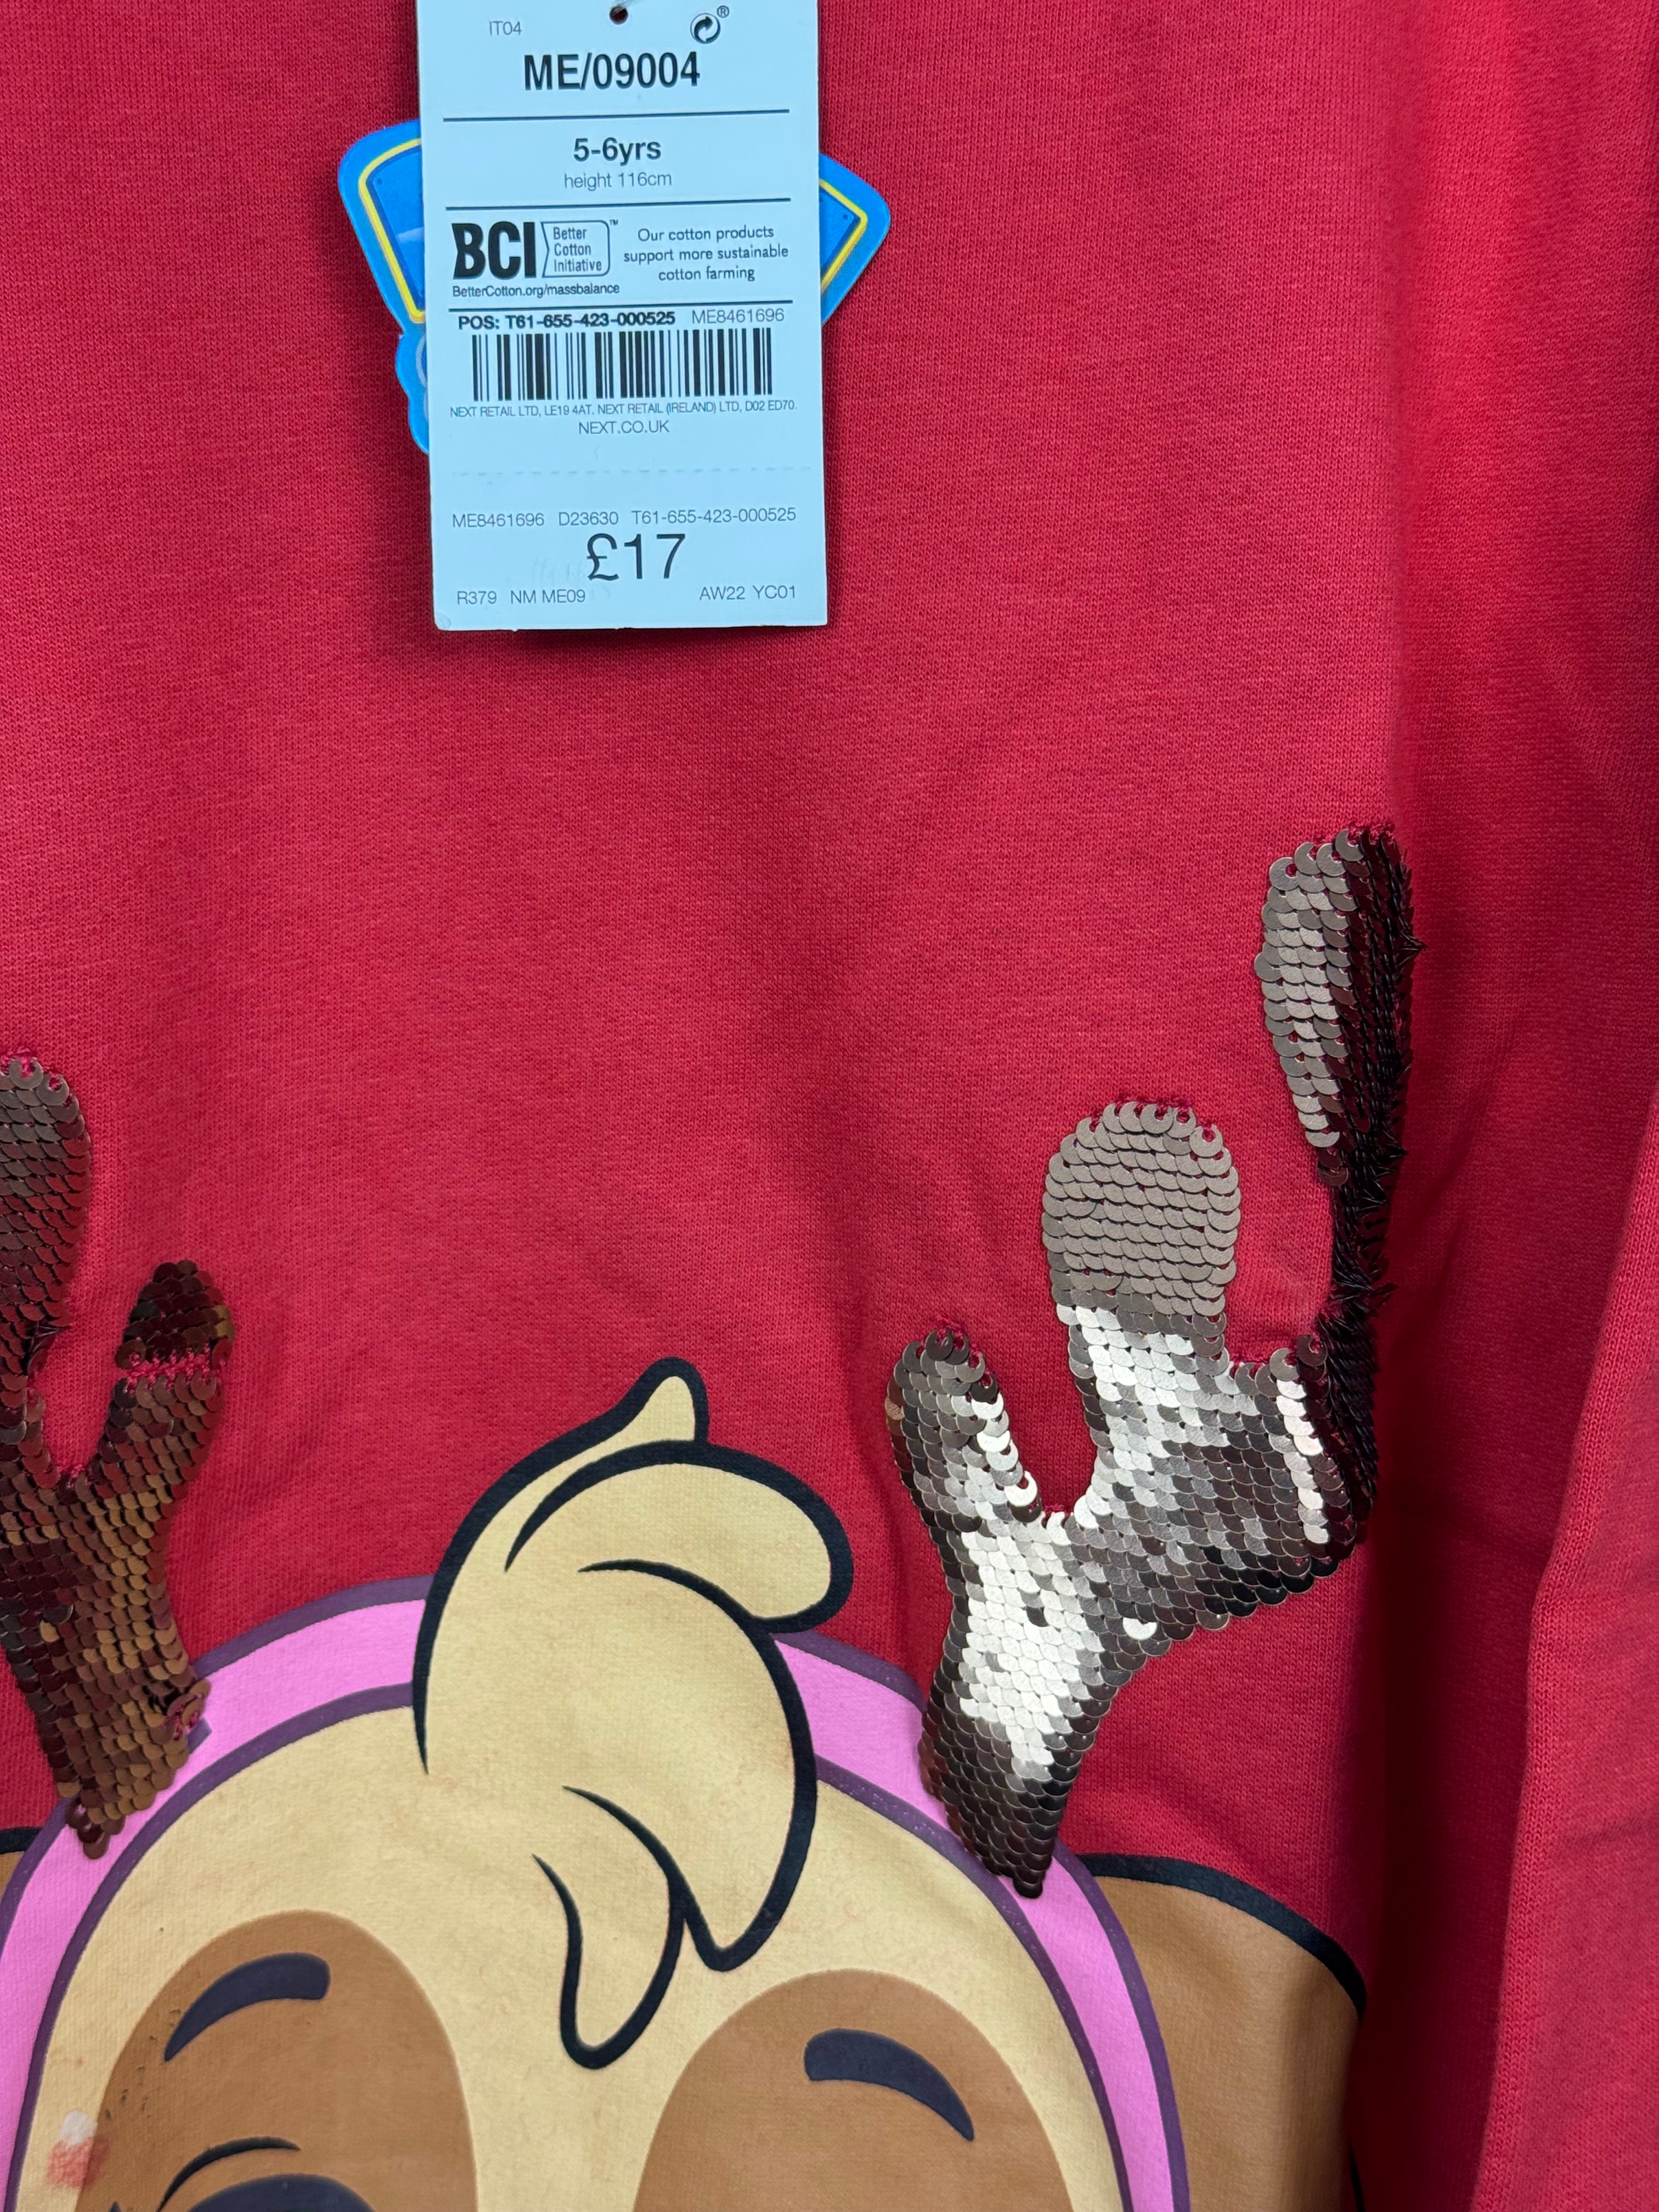 IT04 ®
ME/09004
5-6yrs
height 116cm
BCI Better Cotton Initiative ™
Our cotton products
support more sustainable
cotton farming
BetterCotton.org/massbalance
POS: T61-655-423-000525 ME8461696
NEXT RETAIL LTD, LE19 4AT. NEXT RETAIL (IRELAND) LTD, D02 ED70.
NEXT.CO.UK
ME8461696 D23630 T61-655-423-000525
£17
R379 NM ME09 AW22 YC01